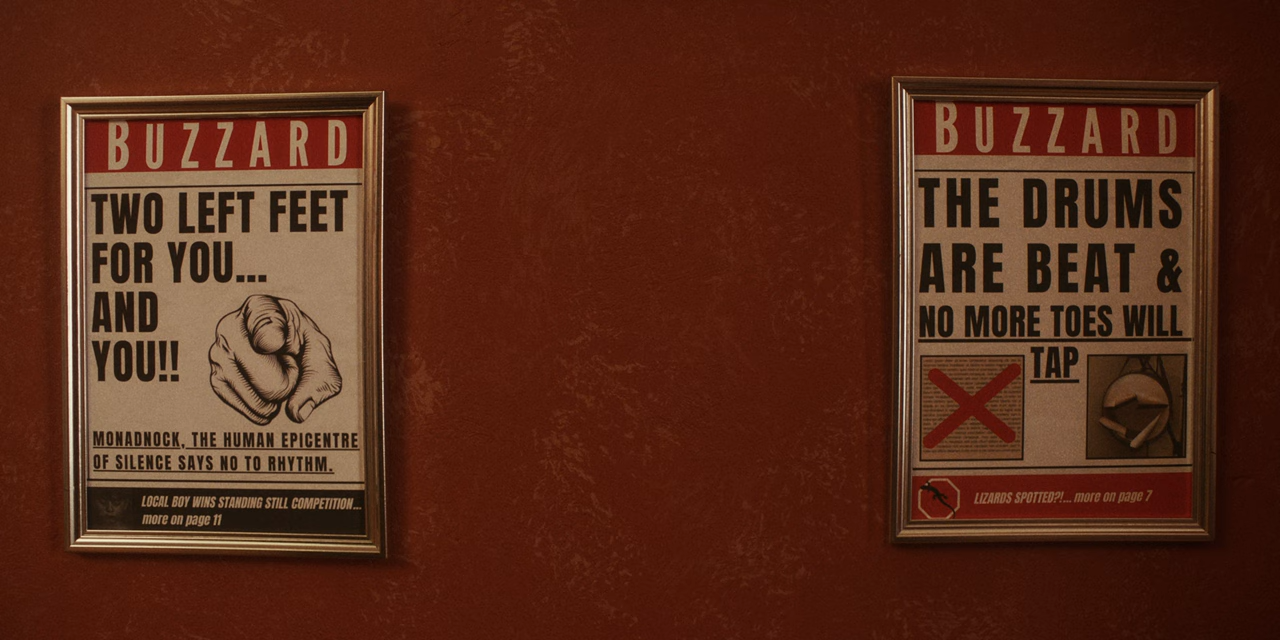 BUZZARD
TWO LEFT FEET
FOR YOU...
AND
YOU!!
MONADNOCK, THE HUMAN EPICENTRE
OF SILENCE SAYS NO TO RHYTHM.
LOCAL BOY WINS STANDING STILL COMPETITION...
more on page 11
BUZZARD
THE DRUMS
ARE BEAT &
NO MORE TOES WILL
TAP
LIZARDS SPOTTED?!... more on page 7